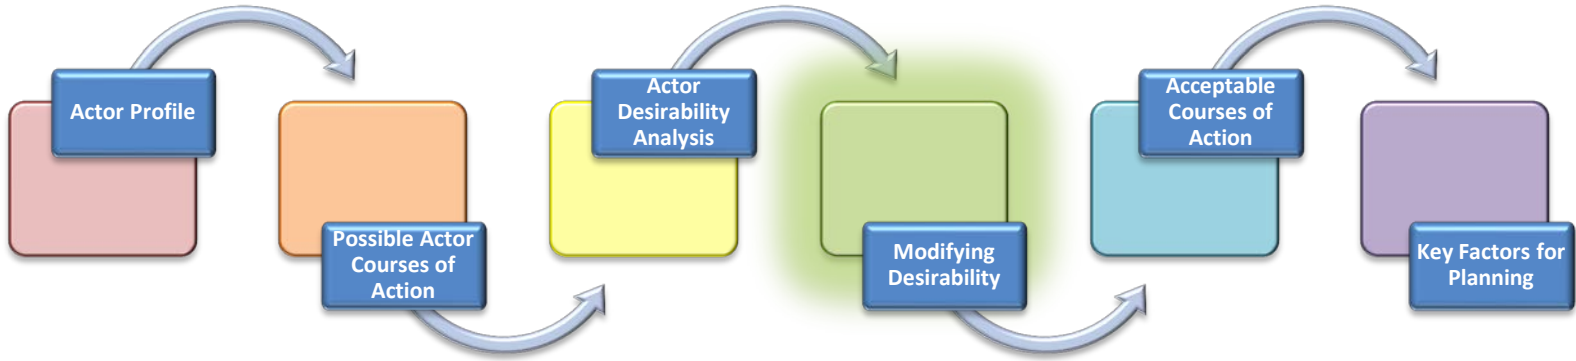 Actor Profile
Possible Actor
Courses of
Action
Actor
Desirability
Analysis
Modifying
Desirability
Acceptable
Courses of
Action
Key Factors for
Planning